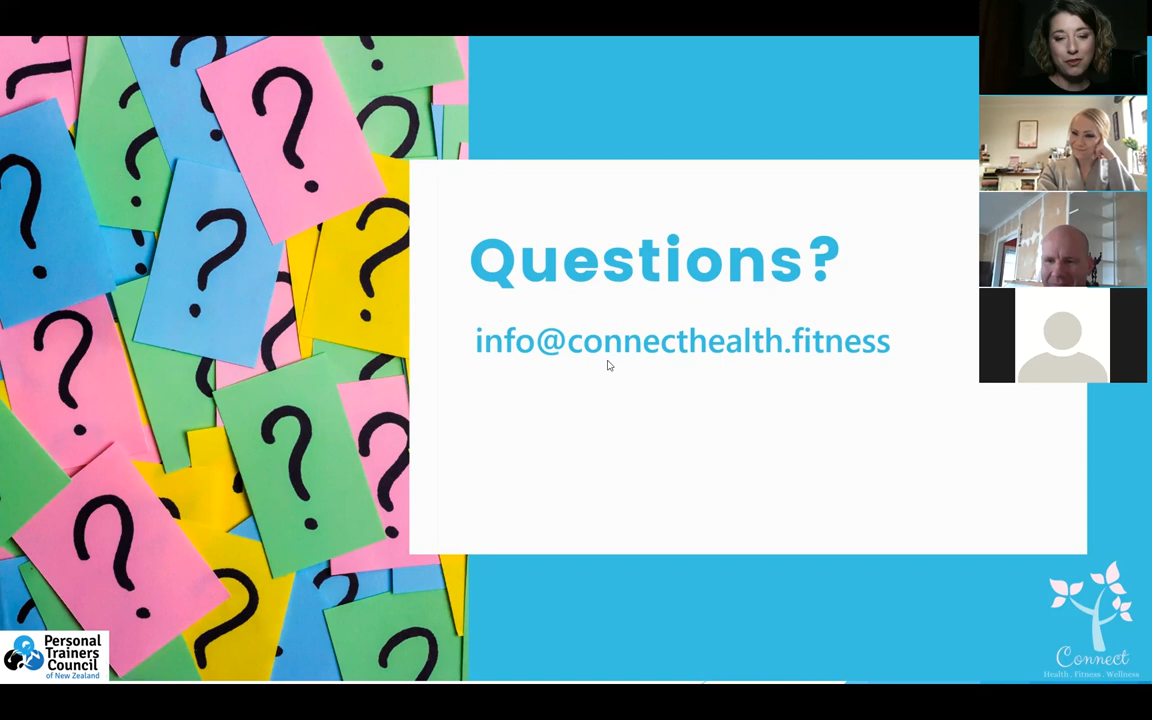 Questions?
info@connecthealth.fitness
Personal
Trainers
Council
of New Zealand
Connect
Health . Fitness . Wellness